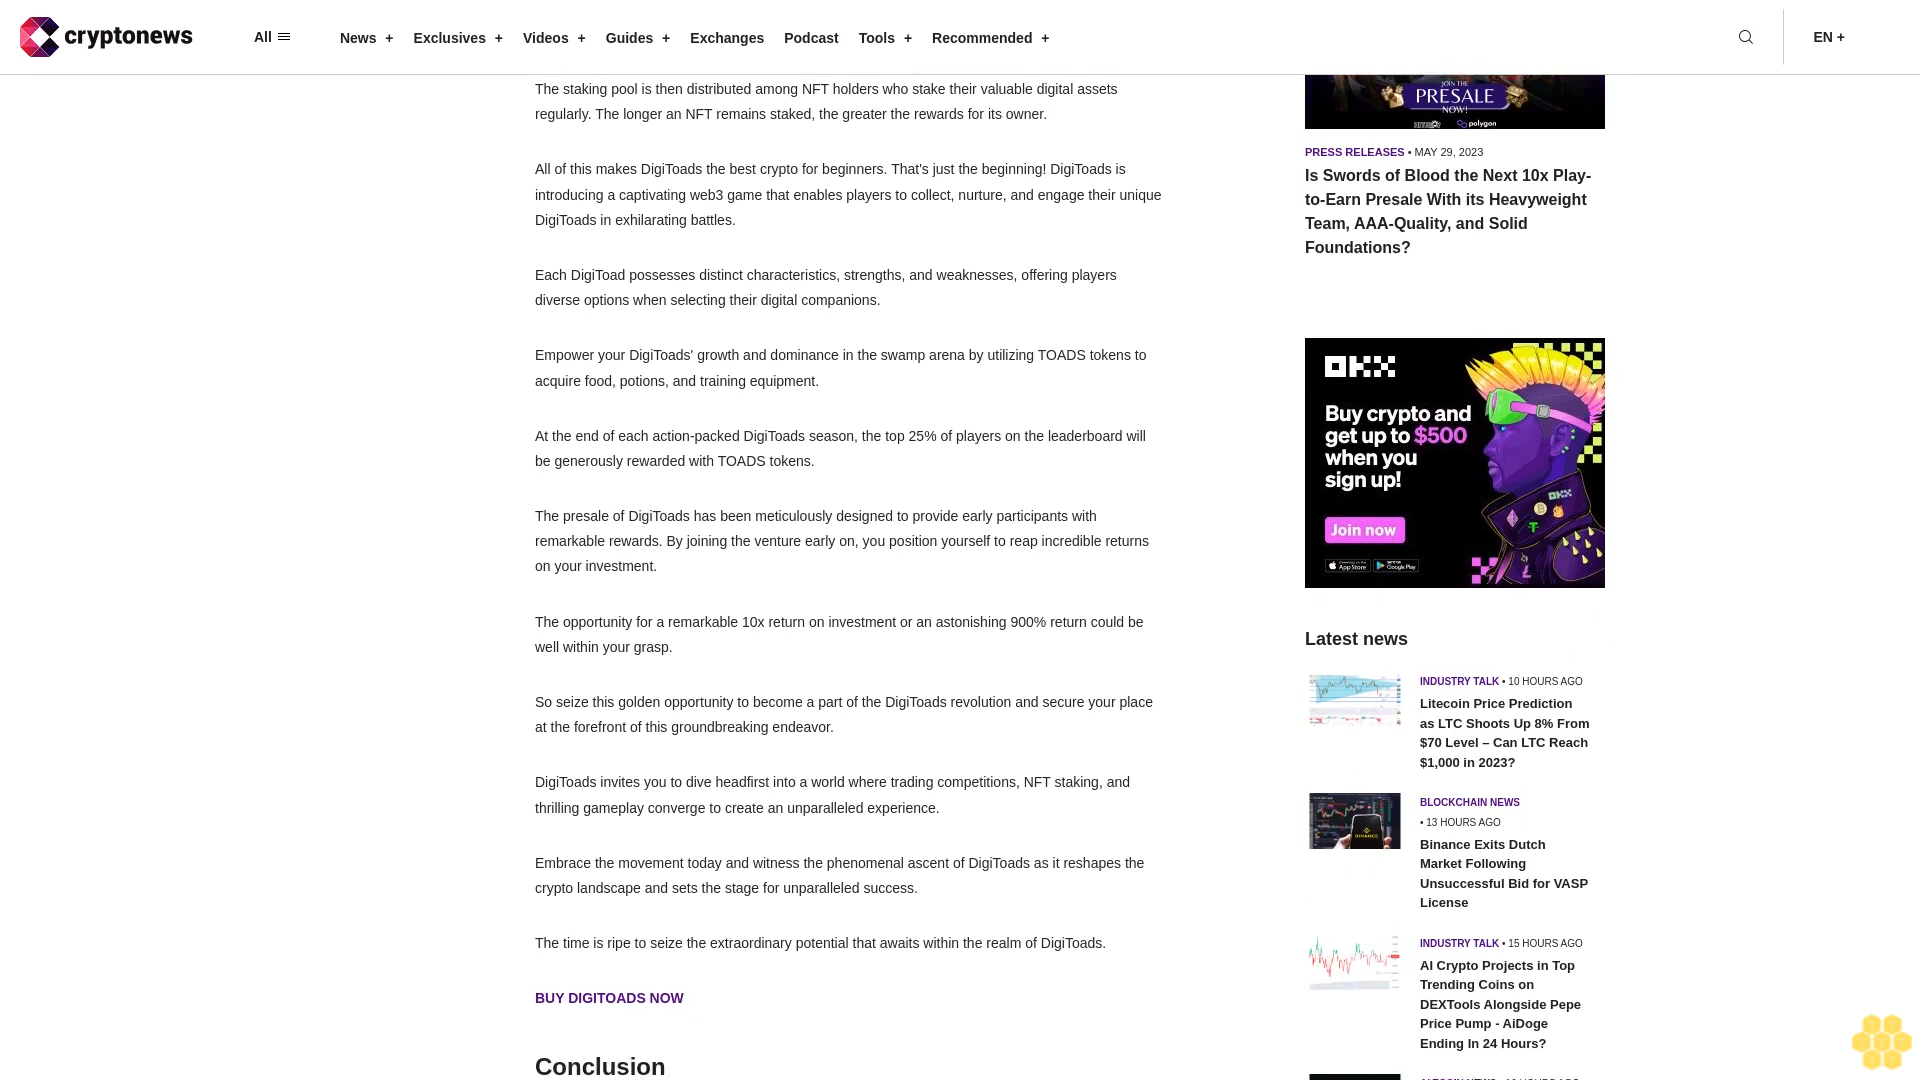 cryptonews
All
News +
Exclusives +
Videos +
Guides +
Exchanges
Podcast
Tools +
Recommended +
EN +
The staking pool is then distributed among NFT holders who stake their valuable digital assets
regularly. The longer an NFT remains staked, the greater the rewards for its owner.
All of this makes DigiToads the best crypto for beginners. That's just the beginning! DigiToads is
introducing a captivating web3 game that enables players to collect, nurture, and engage their unique
DigiToads in exhilarating battles.
Each DigiToad possesses distinct characteristics, strengths, and weaknesses, offering players
diverse options when selecting their digital companions.
Empower your DigiToads' growth and dominance in the swamp arena by utilizing TOADS tokens to
acquire food, potions, and training equipment.
At the end of each action-packed DigiToads season, the top 25% of players on the leaderboard will
be generously rewarded with TOADS tokens.
The presale of DigiToads has been meticulously designed to provide early participants with
remarkable rewards. By joining the venture early on, you position yourself to reap incredible returns
on your investment.
The opportunity for a remarkable 10x return on investment or an astonishing 900% return could be
well within your grasp.
So seize this golden opportunity to become a part of the DigiToads revolution and secure your place
at the forefront of this groundbreaking endeavor.
DigiToads invites you to dive headfirst into a world where trading competitions, NFT staking, and
thrilling gameplay converge to create an unparalleled experience.
Embrace the movement today and witness the phenomenal ascent of DigiToads as it reshapes the
crypto landscape and sets the stage for unparalleled success.
The time is ripe to seize the extraordinary potential that awaits within the realm of DigiToads.
BUY DIGITOADS NOW
Conclusion
JOIN THE
PRESALE
NOW!
polygon
PRESS RELEASES • MAY 29, 2023
Is Swords of Blood the Next 10x Play-
to-Earn Presale With its Heavyweight
Team, AAA-Quality, and Solid
Foundations?
OKX
Buy crypto and
get up to $500
when you
sign up!
Join now
App Store
Google Play
OKX
Latest news
INDUSTRY TALK • 10 HOURS AGO
Litecoin Price Prediction
as LTC Shoots Up 8% From
$70 Level – Can LTC Reach
$1,000 in 2023?
BINANCE
BLOCKCHAIN NEWS
• 13 HOURS AGO
Binance Exits Dutch
Market Following
Unsuccessful Bid for VASP
License
INDUSTRY TALK • 15 HOURS AGO
AI Crypto Projects in Top
Trending Coins on
DEXTools Alongside Pepe
Price Pump - AiDoge
Ending In 24 Hours?